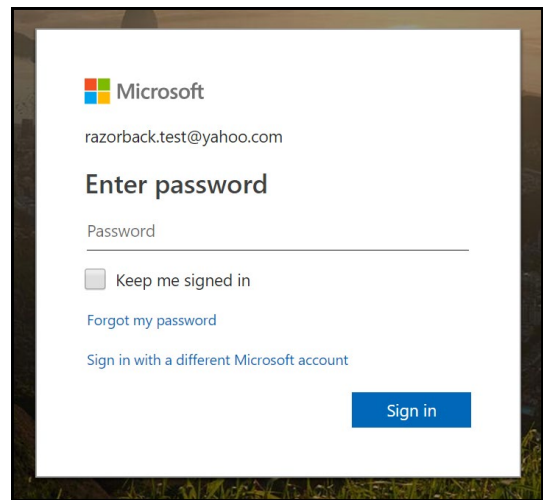 Microsoft
razorback.test@yahoo.com
Enter password
Password
Keep me signed in
Forgot my password
Sign in with a different Microsoft account
Sign in